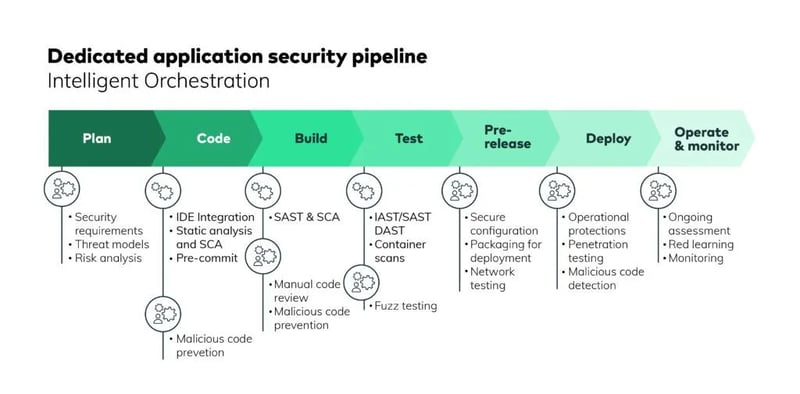 Dedicated application security pipeline
Intelligent Orchestration
Plan
Code
Build
Test
Pre-
release
Deploy
Operate
& monitor
• Security
requirements
• Threat models
• Risk analysis
• IDE Integration
• Static analysis
and SCA
• Pre-commit
• Malicious code
prevetion
• SAST & SCA
• Manual code
review
• Malicious code
prevention
• IAST/SAST
DAST
• Container
scans
• Fuzz testing
• Secure
configuration
• Packaging for
deployment
• Network
testing
• Operational
protections
• Penetration
testing
• Malicious code
detection
• Ongoing
assessment
• Red learning
• Monitoring